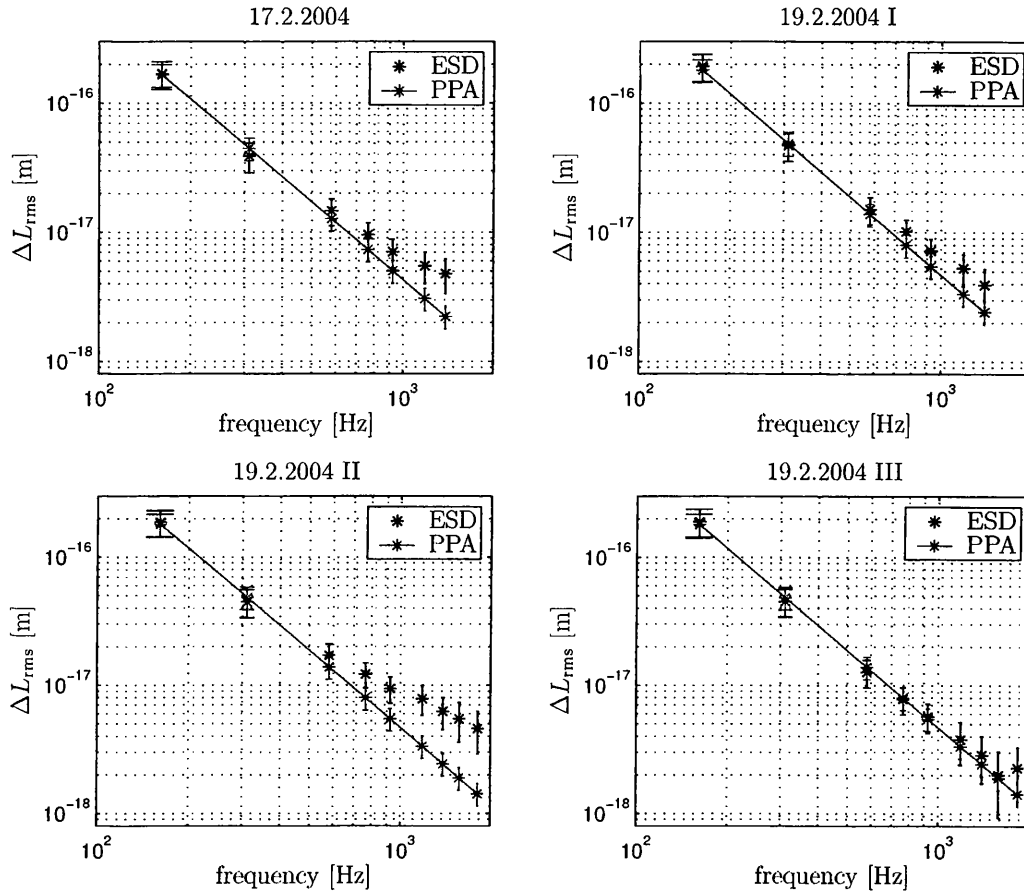 17.2.2004
ESD
PPA
10^-16
10^-17
10^-18
ΔL_rms [m]
10^2
10^3
frequency [Hz]
19.2.2004 I
ESD
PPA
10^-16
10^-17
10^-18
ΔL_rms [m]
10^2
10^3
frequency [Hz]
19.2.2004 II
ESD
PPA
10^-16
10^-17
10^-18
ΔL_rms [m]
10^2
10^3
frequency [Hz]
19.2.2004 III
ESD
PPA
10^-16
10^-17
10^-18
ΔL_rms [m]
10^2
10^3
frequency [Hz]